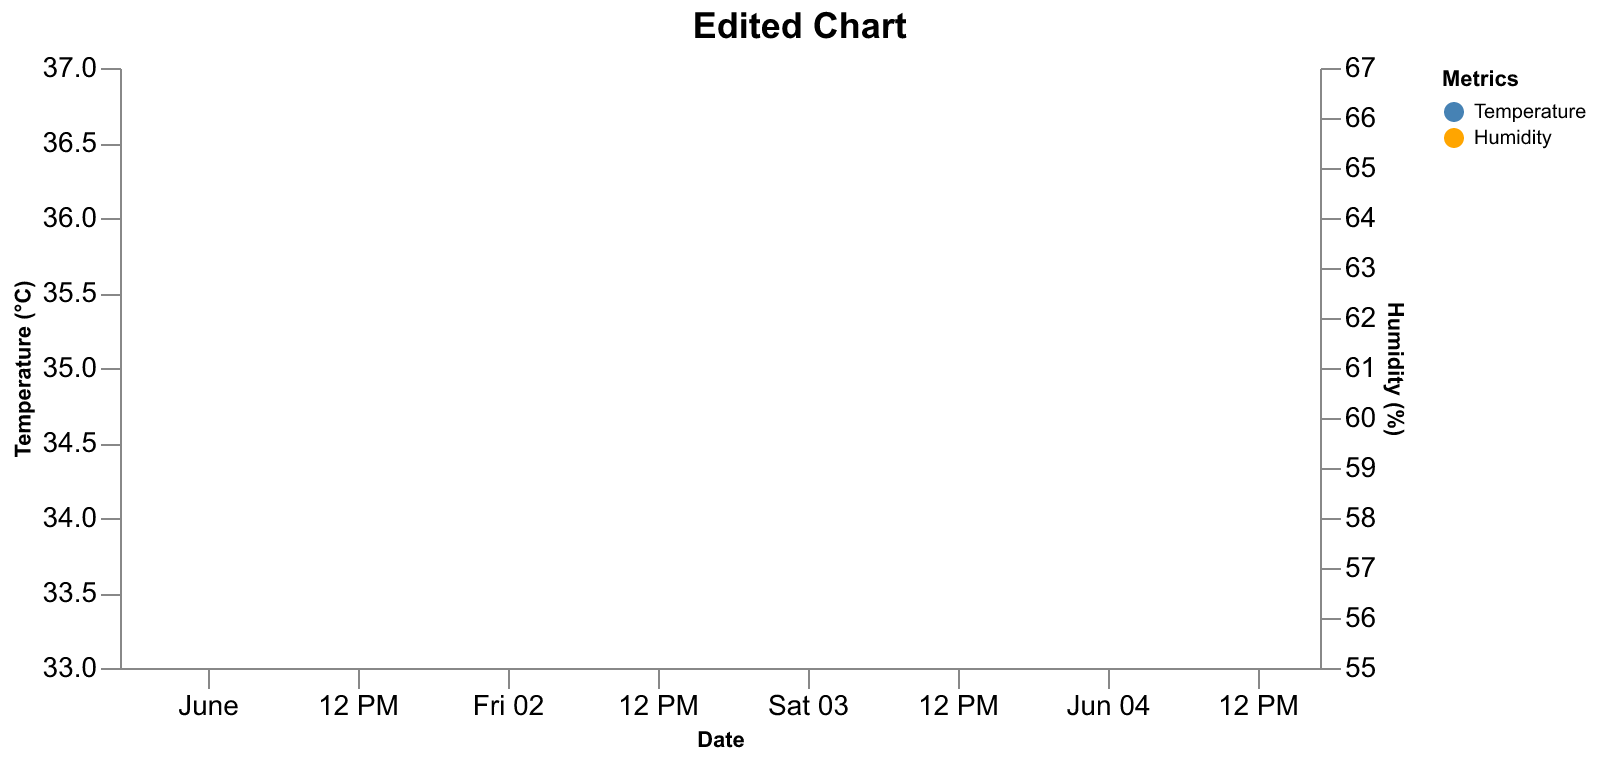 Edited Chart
37.0
36.5
36.0
35.5
35.0
34.5
34.0
33.5
33.0
Temperature (°C)
67
66
65
64
63
62
61
60
59
58
57
56
55
Humidity (%)
Metrics
Temperature
Humidity
June 12 PM Fri 02 12 PM Sat 03 12 PM Jun 04 12 PM
Date